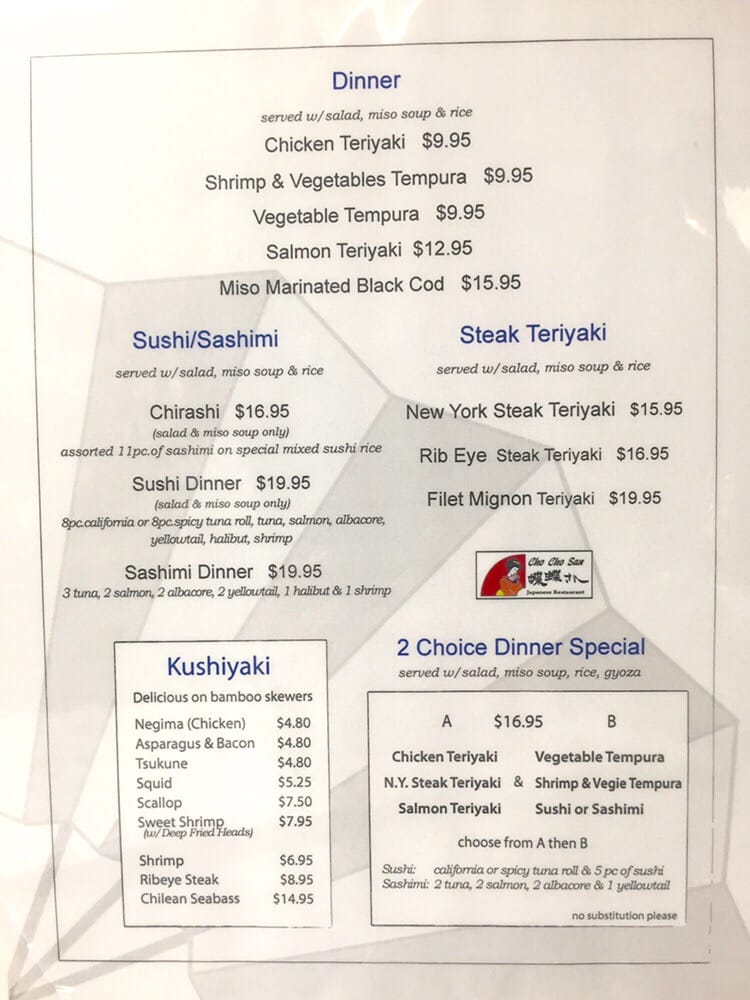 Dinner
served w/salad, miso soup & rice
Chicken Teriyaki $9.95
Shrimp & Vegetables Tempura $9.95
Vegetable Tempura $9.95
Salmon Teriyaki $12.95
Miso Marinated Black Cod $15.95
Sushi/Sashimi
served w/salad, miso soup & rice
Chirashi $16.95
(salad & miso soup only)
assorted 11pc.of sashimi on special mixed sushi rice
Sushi Dinner $19.95
(salad & miso soup only)
8pc.california or 8pc.spicy tuna roll, tuna, salmon, albacore,
yellowtail, halibut, shrimp
Sashimi Dinner $19.95
3 tuna, 2 salmon, 2 albacore, 2 yellowtail, 1 halibut & 1 shrimp
Steak Teriyaki
served w/salad, miso soup & rice
New York Steak Teriyaki $15.95
Rib Eye Steak Teriyaki $16.95
Filet Mignon Teriyaki $19.95
Cho Cho San
蝶蝶さん
Japanese Restaurant
Kushiyaki
Delicious on bamboo skewers
Negima (Chicken) $4.80
Asparagus & Bacon $4.80
Tsukune $4.80
Squid $5.25
Scallop $7.50
Sweet Shrimp $7.95
(w/Deep Fried Heads)
Shrimp $6.95
Ribeye Steak $8.95
Chilean Seabass $14.95
2 Choice Dinner Special
served w/salad, miso soup, rice, gyoza
A $16.95 B
Chicken Teriyaki Vegetable Tempura
N.Y. Steak Teriyaki & Shrimp & Vegie Tempura
Salmon Teriyaki Sushi or Sashimi
choose from A then B
Sushi: california or spicy tuna roll & 5 pc of sushi
Sashimi: 2 tuna, 2 salmon, 2 albacore & 1 yellowtail
no substitution please